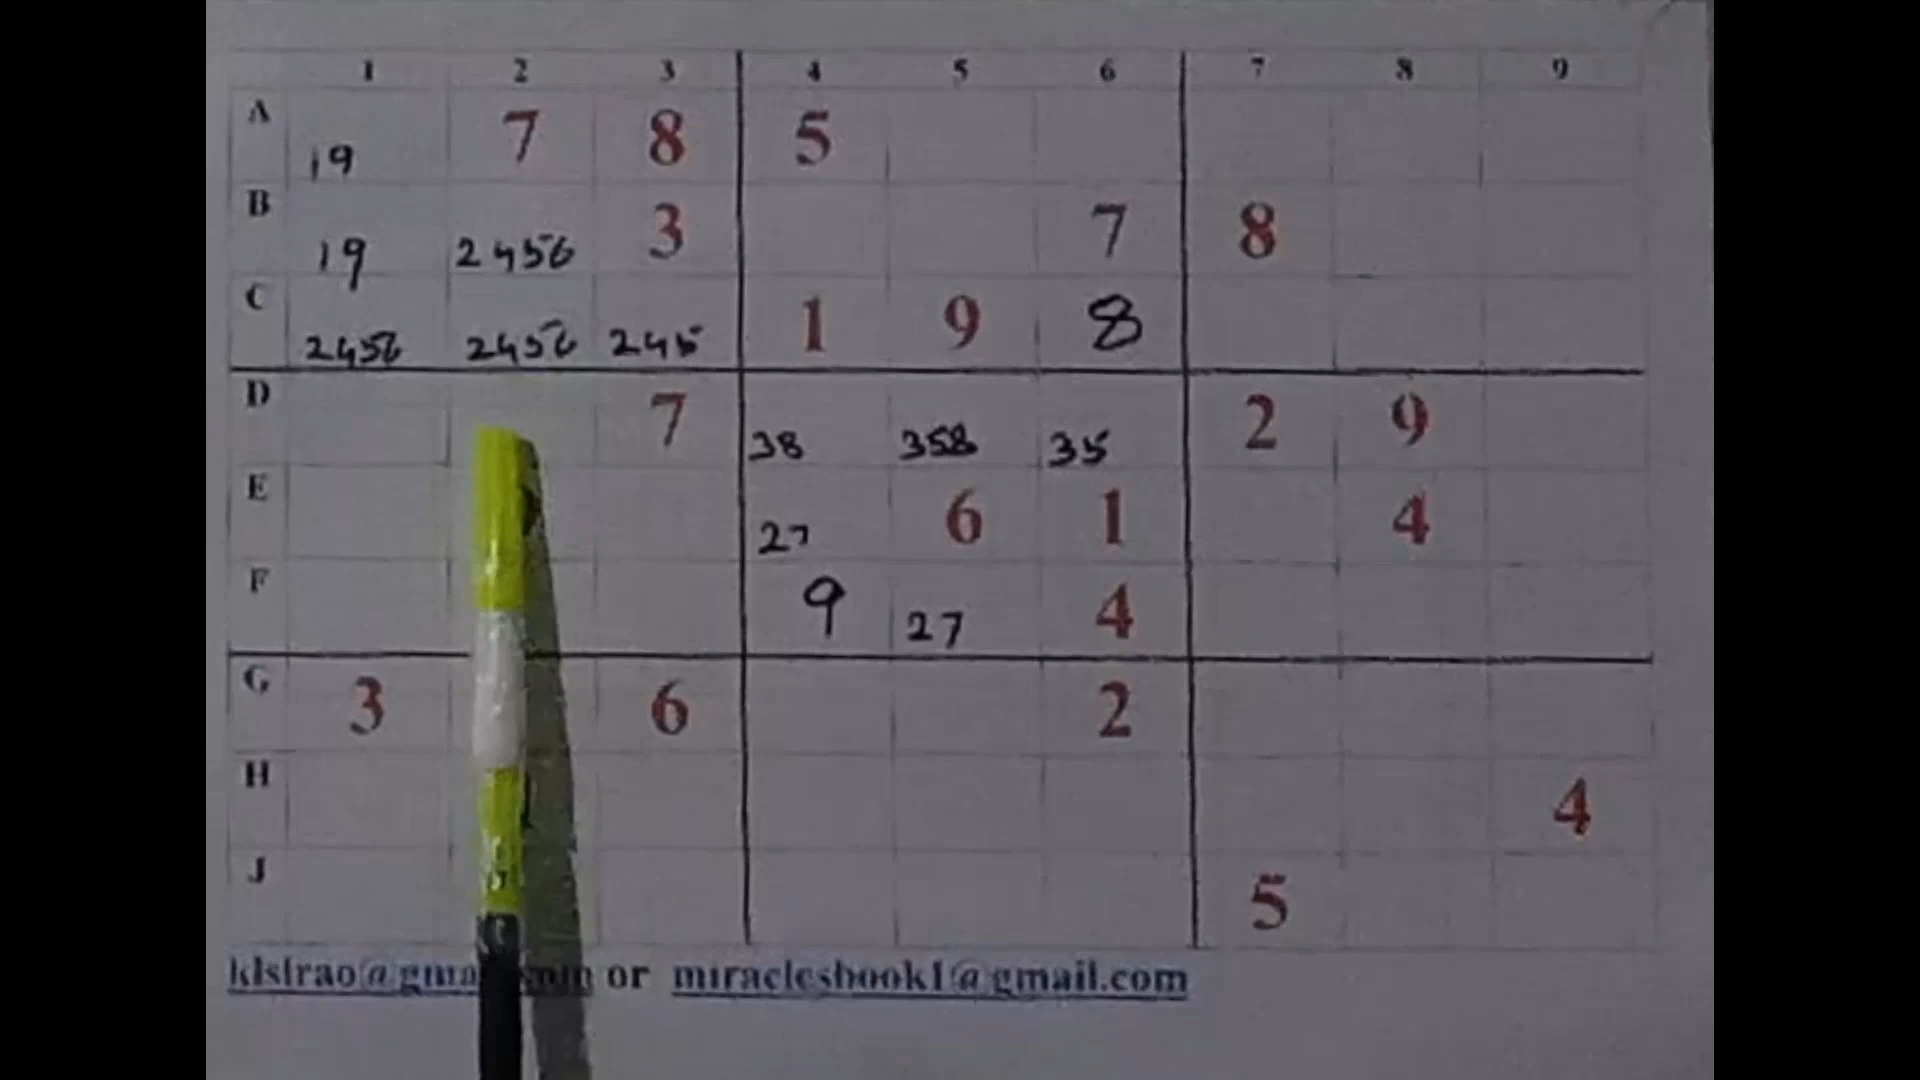 1 2 3 4 5 6 7 8 9
A 19 7 8 5
B 19 2456 3 7 8
C 2456 2456 245 1 9 8
D 7 38 358 35 2 9
E 27 6 1 4
F 9 27 4
G 3 6 2
H 4
J 5
or miraclesbook1@gmail.com